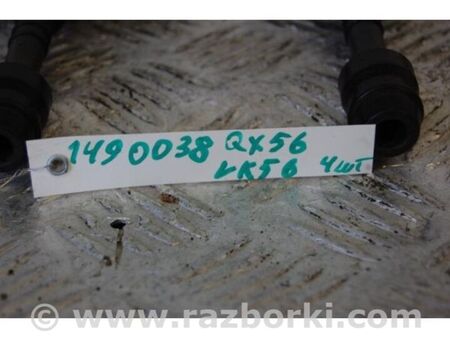 1490038 QX56
VK56 4шт
© www.razborki.com